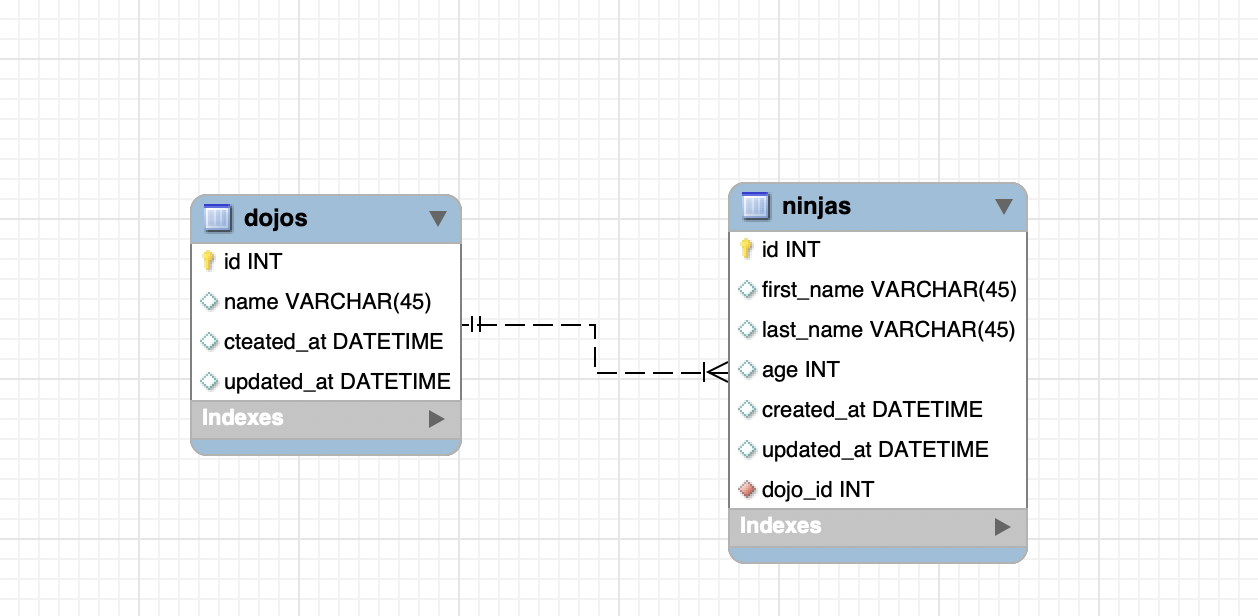 dojos
id INT
name VARCHAR(45)
cteated_at DATETIME
updated_at DATETIME
Indexes
ninjas
id INT
first_name VARCHAR(45)
last_name VARCHAR(45)
age INT
created_at DATETIME
updated_at DATETIME
dojo_id INT
Indexes